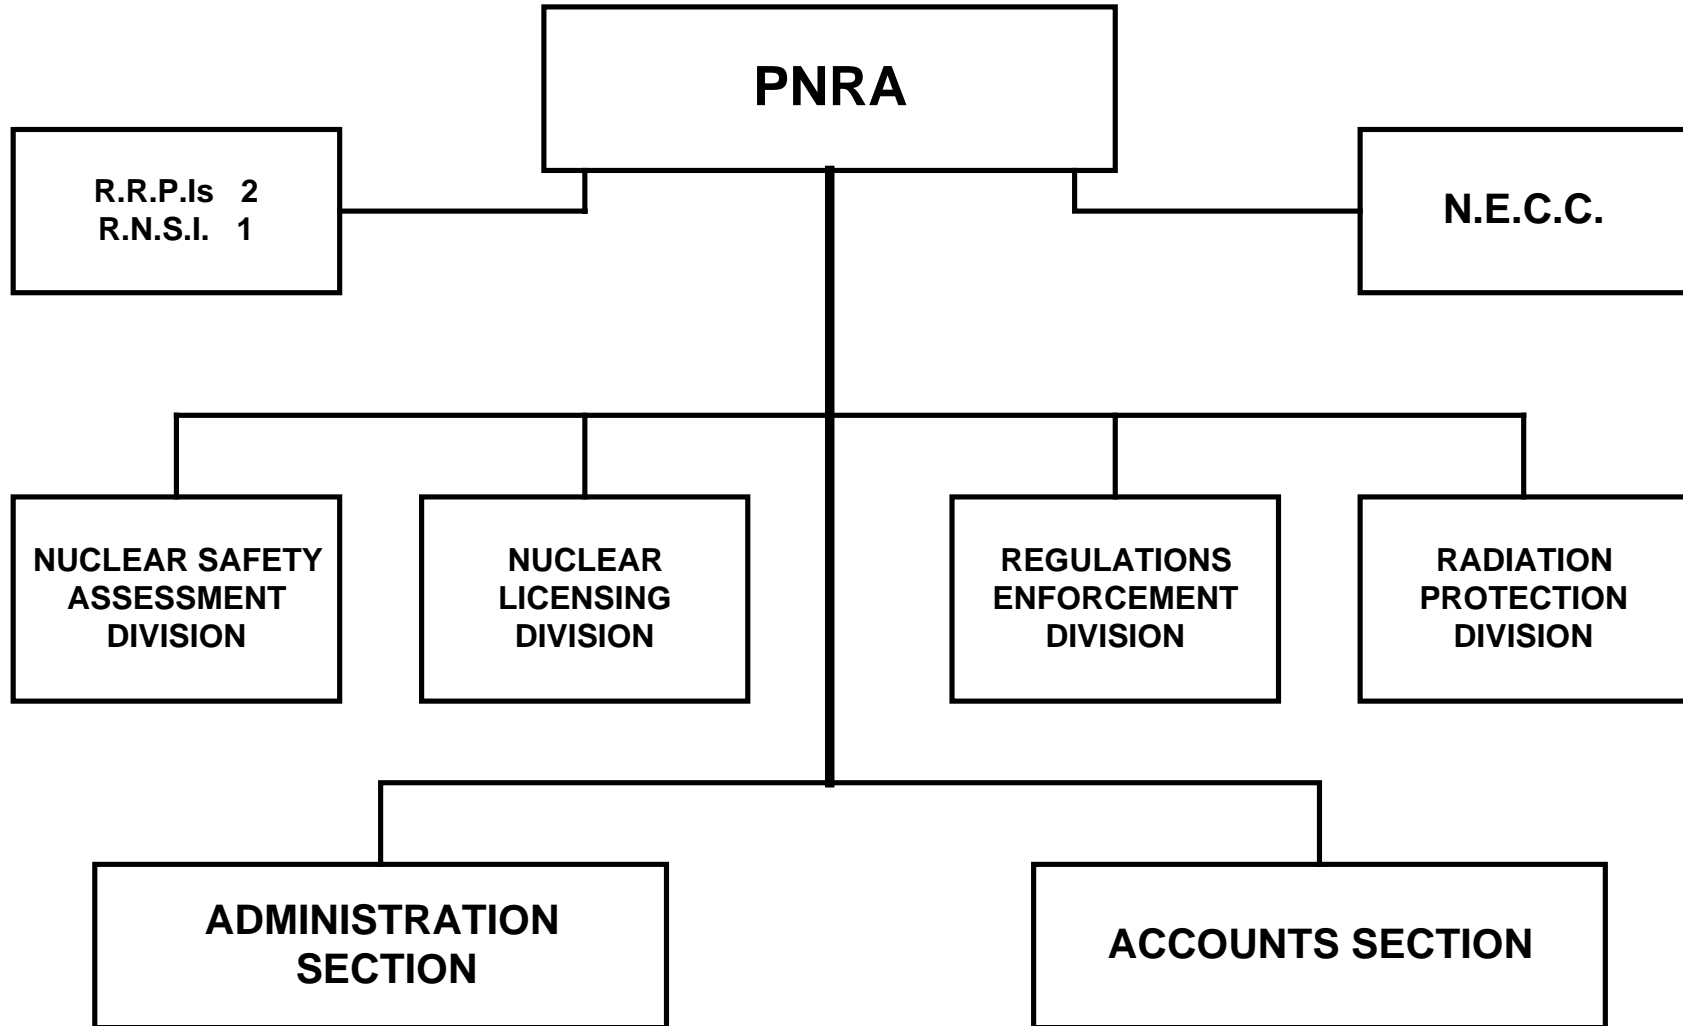 PNRA
R.R.P.Is 2
R.N.S.I. 1
N.E.C.C.
NUCLEAR SAFETY
ASSESSMENT
DIVISION
NUCLEAR
LICENSING
DIVISION
REGULATIONS
ENFORCEMENT
DIVISION
RADIATION
PROTECTION
DIVISION
ADMINISTRATION
SECTION
ACCOUNTS SECTION